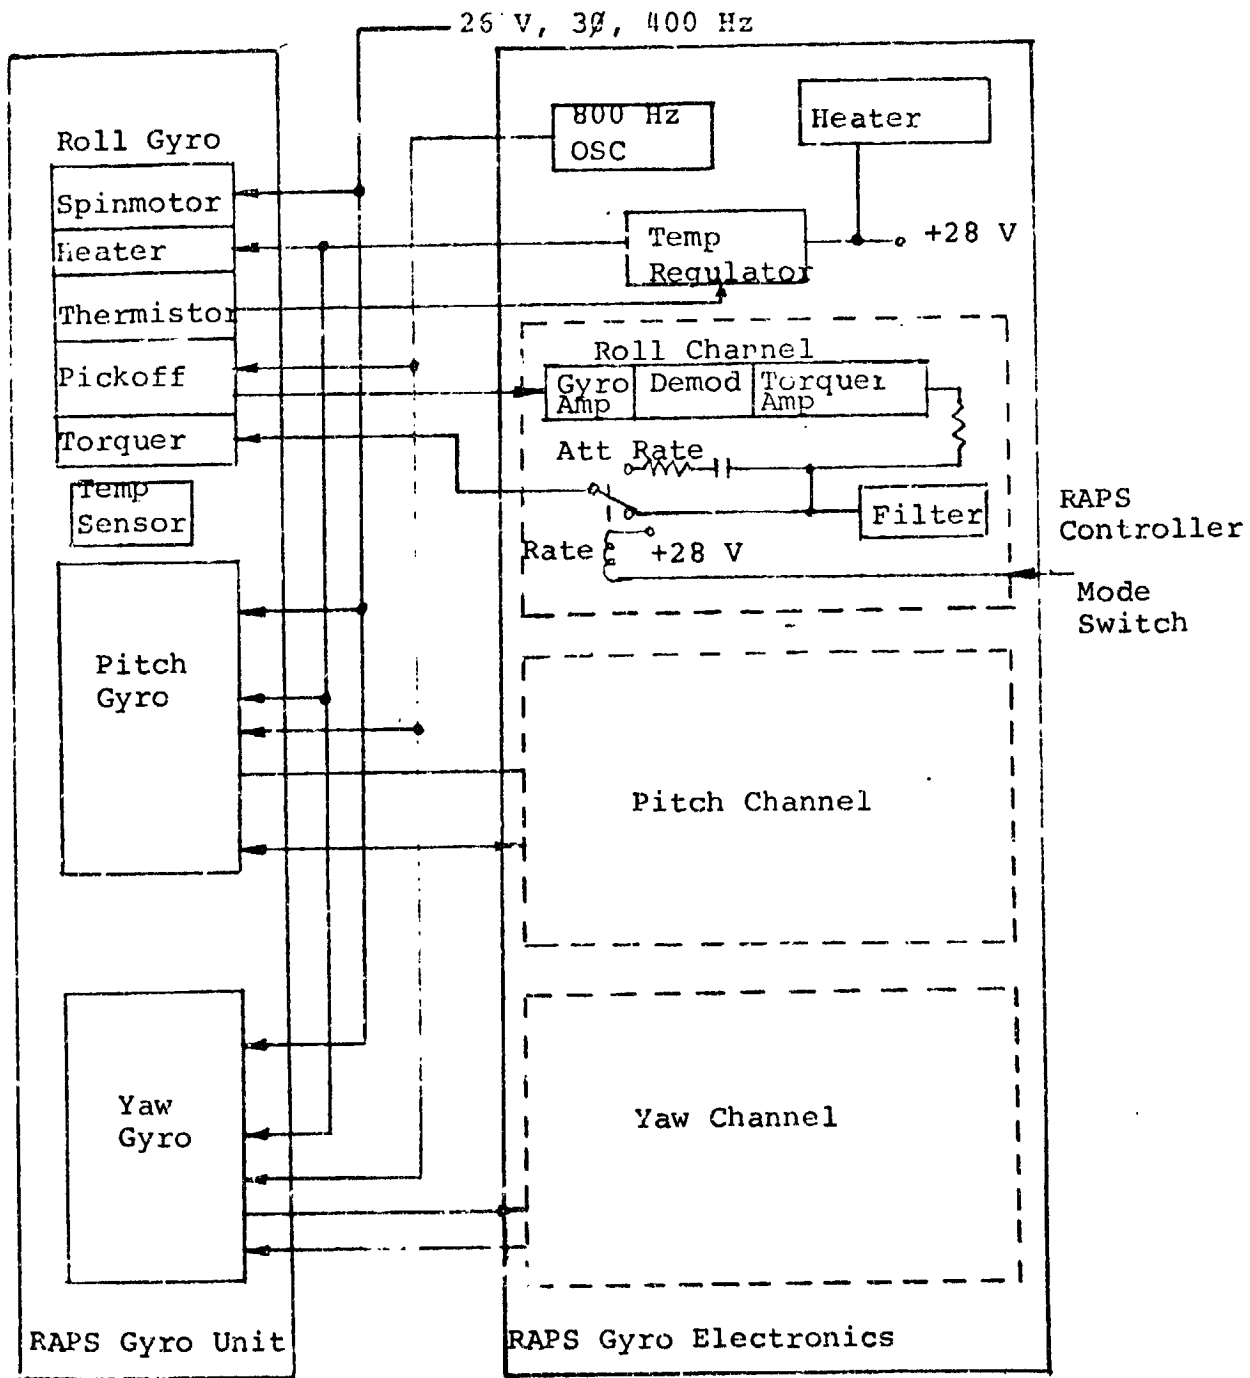 26 V, 3Ø, 400 Hz
Roll Gyro
Spinmotor
Heater
Thermistor
Pickoff
Torquer
Temp
Sensor
Pitch
Gyro
Yaw
Gyro
RAPS Gyro Unit
800 Hz
OSC
Heater
Temp
Regulator
+28 V
Roll Channel
Gyro
Amp
Demod
Torquer
Amp
Att Rate
Filter
Rate
+28 V
RAPS
Controller
Mode
Switch
Pitch Channel
Yaw Channel
RAPS Gyro Electronics